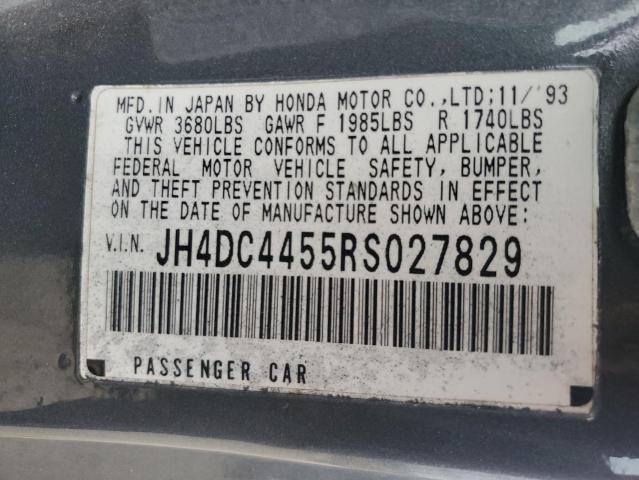 MFD. IN JAPAN BY HONDA MOTOR CO.,LTD;11/'93
GVWR 3680LBS GAWR F 1985LBS R 1740LBS
THIS VEHICLE CONFORMS TO ALL APPLICABLE
FEDERAL MOTOR VEHICLE SAFETY, BUMPER,
AND THEFT PREVENTION STANDARDS IN EFFECT
ON THE DATE OF MANUFACTURE SHOWN ABOVE:
V.I.N. JH4DC4455RS027829
PASSENGER CAR